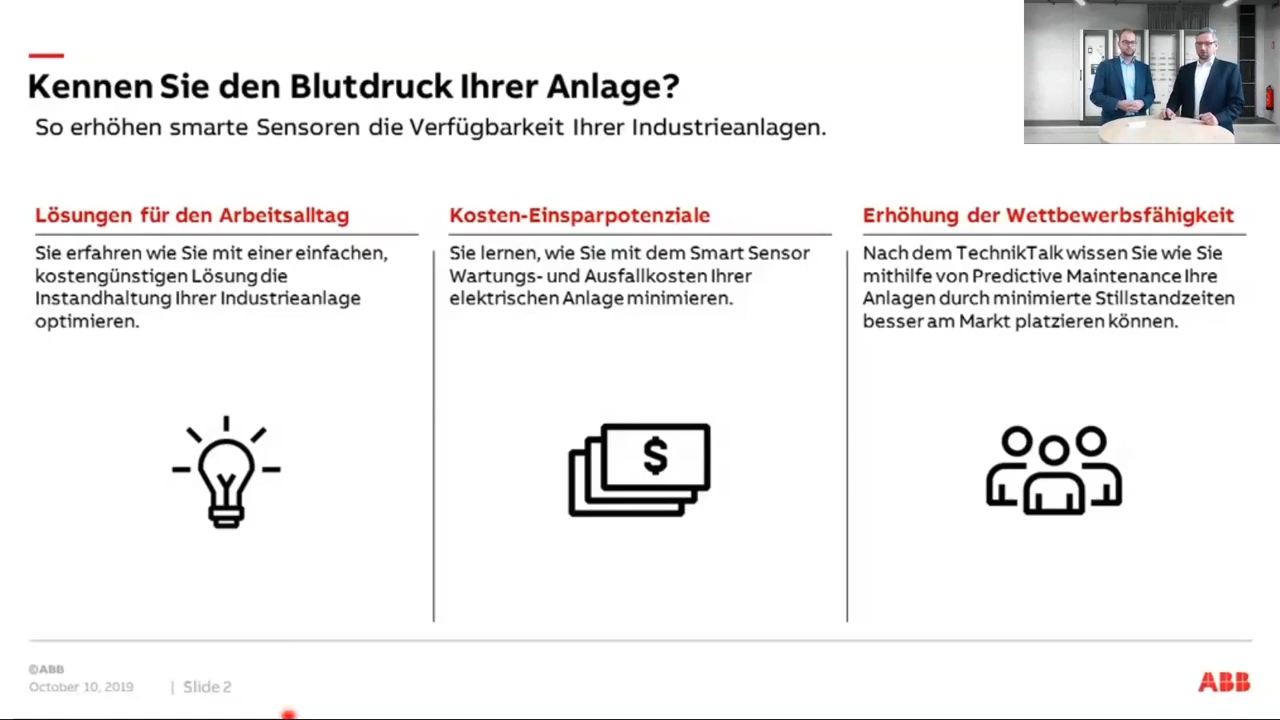 Kennen Sie den Blutdruck Ihrer Anlage?
So erhöhen smarte Sensoren die Verfügbarkeit Ihrer Industrieanlagen.
Lösungen für den Arbeitsalltag
Sie erfahren wie Sie mit einer einfachen,
kostengünstigen Lösung die
Instandhaltung Ihrer Industrieanlage
optimieren.
Kosten-Einsparpotenziale
Sie lernen, wie Sie mit dem Smart Sensor
Wartungs- und Ausfallkosten Ihrer
elektrischen Anlage minimieren.
Erhöhung der Wettbewerbsfähigkeit
Nach dem TechnikTalk wissen Sie wie Sie
mithilfe von Predictive Maintenance Ihre
Anlagen durch minimierte Stillstandzeiten
besser am Markt platzieren können.
$
©ABB
October 10, 2019 | Slide 2
ABB